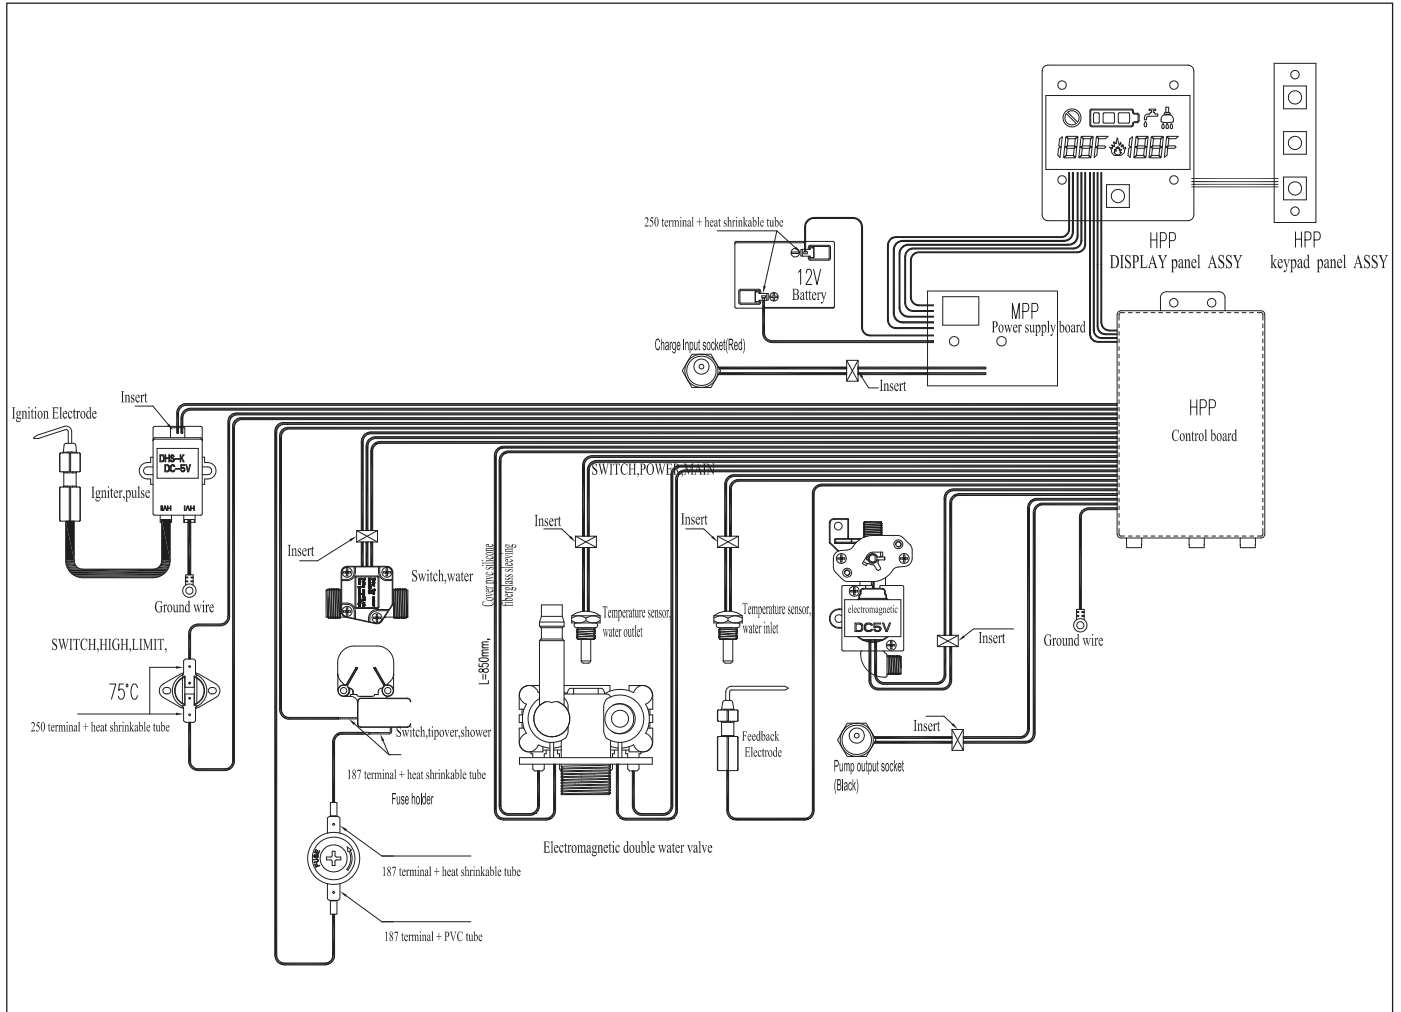 188F 188F
250 terminal + heat shrinkable tube
HPP
DISPLAY panel ASSY
HPP
keypad panel ASSY
12V
Battery
MPP
Power supply board
Charge Input socket(Red)
Insert
HPP
Control board
Insert
Ignition Electrode
DHS-K
DC-5V
Igniter,pulse
HVI HVI
Ground wire
SWITCH,HIGH,LIMIT,
75°C
250 terminal + heat shrinkable tube
Insert
Switch,water
Switch,tipover,shower
187 terminal + heat shrinkable tube
Fuse holder
FUSE
187 terminal + heat shrinkable tube
187 terminal + PVC tube
L=850mm,
Cover pvc silicone
fiberglass sleeving
SWITCH,POWER,MAIN
Insert
Temperature sensor,
water outlet
Electromagnetic double water valve
Insert
Temperature sensor,
water inlet
Feedback
Electrode
electromagnetic
DC5V
Insert
Insert
Pump output socket
(Black)
Ground wire